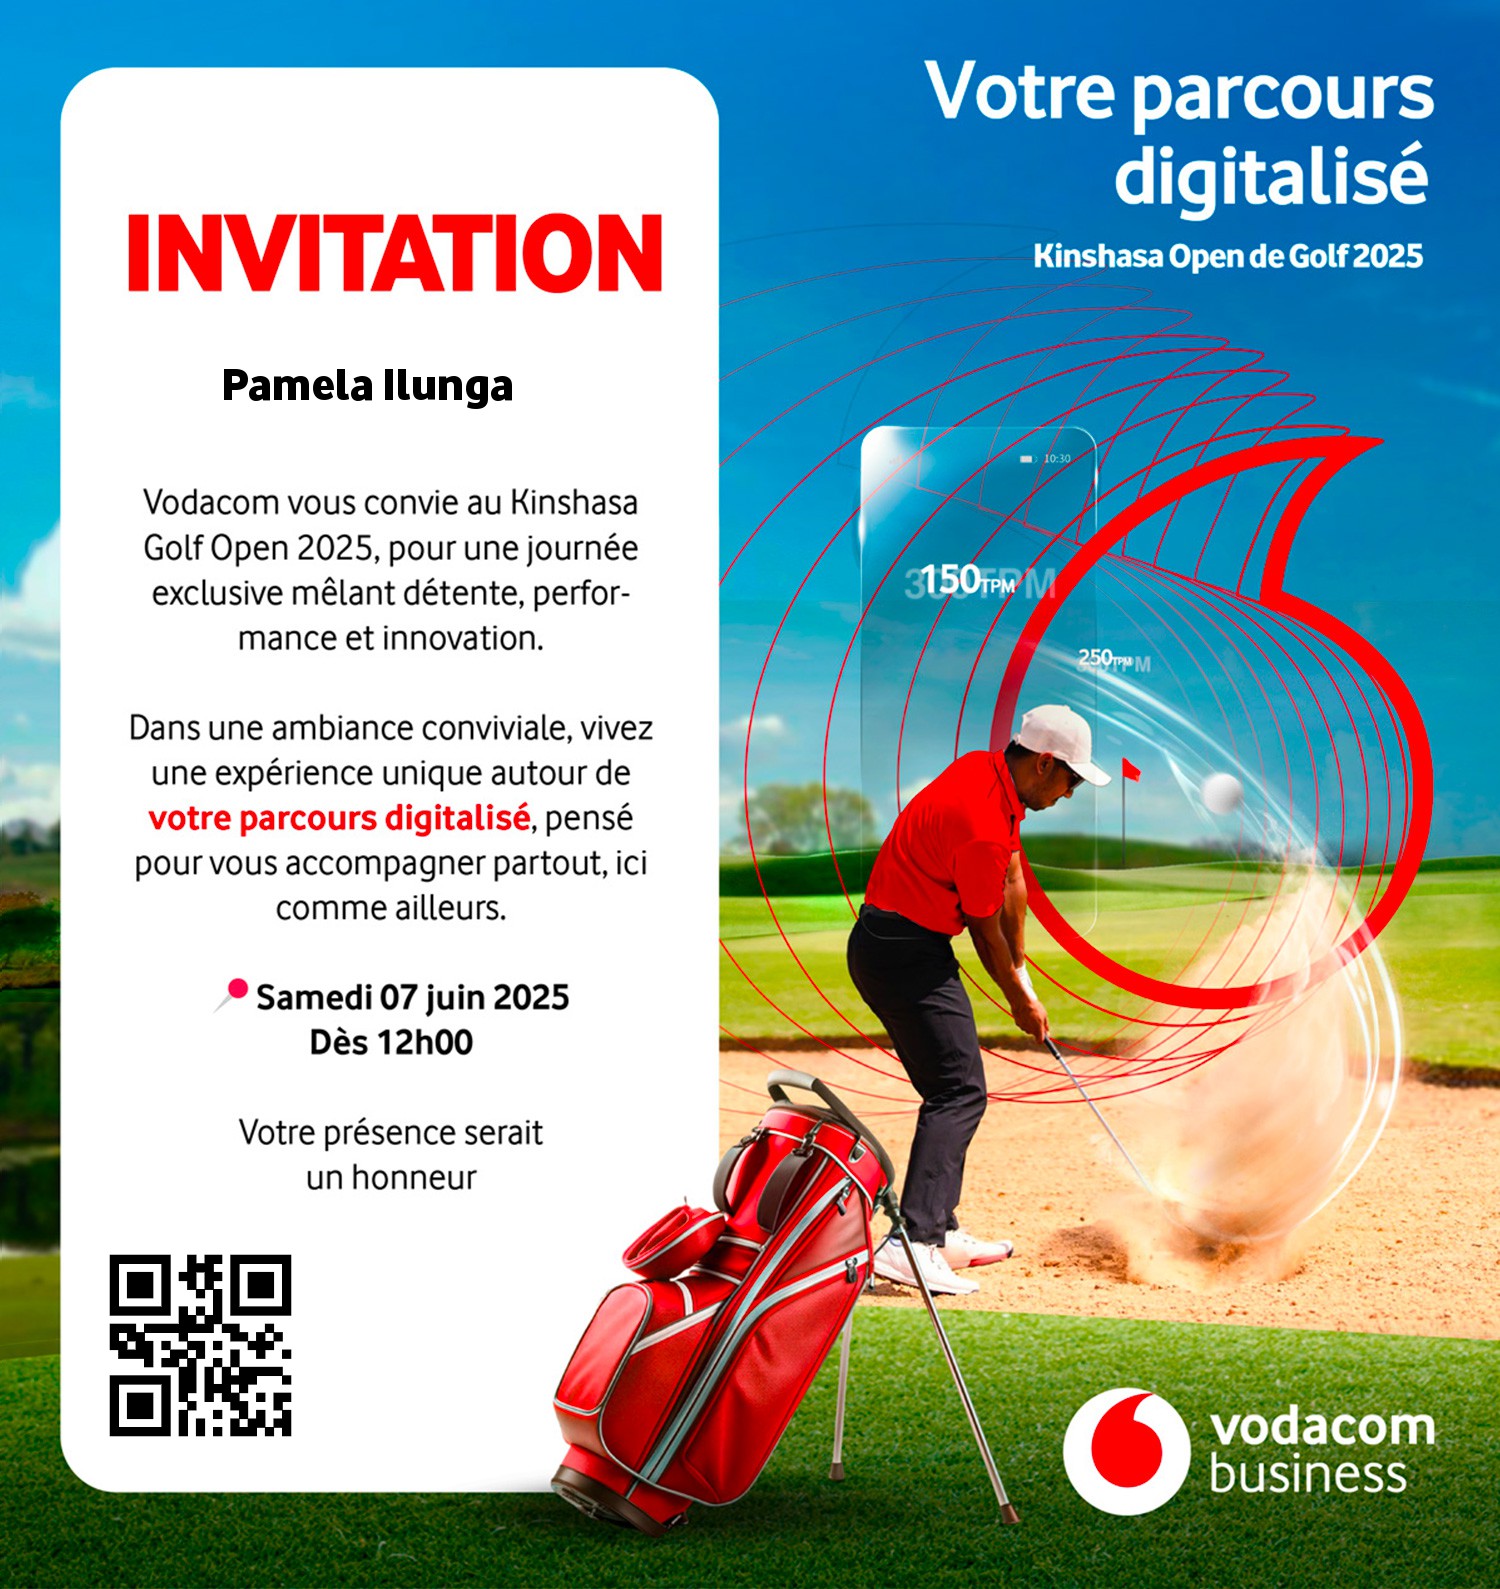 Votre parcours
digitalisé
Kinshasa Open de Golf 2025
INVITATION
Pamela Ilunga
Vodacom vous convie au Kinshasa
Golf Open 2025, pour une journée
exclusive mêlant détente, perfor-
mance et innovation.
Dans une ambiance conviviale, vivez
une expérience unique autour de
votre parcours digitalisé, pensé
pour vous accompagner partout, ici
comme ailleurs.
Samedi 07 juin 2025
Dès 12h00
Votre présence serait
un honneur
10:30
150TPM
250TPM
vodacom
business